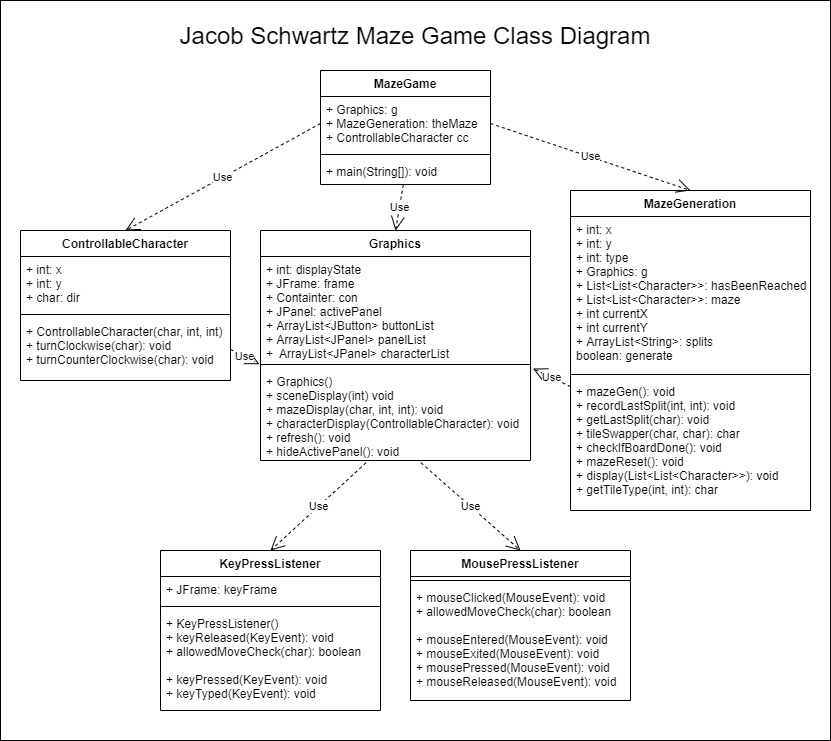 Jacob Schwartz Maze Game Class Diagram
MazeGame
+ Graphics: g
+ MazeGeneration: theMaze
+ ControllableCharacter cc
+ main(String[]): void
Use
Use
Use
ControllableCharacter
+ int: x
+ int: y
+ char: dir
+ ControllableCharacter(char, int, int)
+ turnClockwise(char): void
+ turnCounterClockwise(char): void
Use
Graphics
+ int: displayState
+ JFrame: frame
+ Containter: con
+ JPanel: activePanel
+ ArrayList<JButton> buttonList
+ ArrayList<JPanel> panelList
+ ArrayList<JPanel> characterList
+ Graphics()
+ sceneDisplay(int) void
+ mazeDisplay(char, int, int): void
+ characterDisplay(ControllableCharacter): void
+ refresh(): void
+ hideActivePanel(): void
Use
MazeGeneration
+ int: x
+ int: y
+ int: type
+ Graphics: g
+ List<List<Character>>: hasBeenReached
+ List<List<Character>>: maze
+ int currentX
+ int currentY
+ ArrayList<String>: splits
boolean: generate
+ mazeGen(): void
+ recordLastSplit(int, int): void
+ getLastSplit(char): void
+ tileSwapper(char, char): char
+ checkIfBoardDone(): void
+ mazeReset(): void
+ display(List<List<Character>>): void
+ getTileType(int, int): char
Use
Use
KeyPressListener
+ JFrame: keyFrame
+ KeyPressListener()
+ keyReleased(KeyEvent): void
+ allowedMoveCheck(char): boolean
+ keyPressed(KeyEvent): void
+ keyTyped(KeyEvent): void
MousePressListener
+ mouseClicked(MouseEvent): void
+ allowedMoveCheck(char): boolean
+ mouseEntered(MouseEvent): void
+ mouseExited(MouseEvent): void
+ mousePressed(MouseEvent): void
+ mouseReleased(MouseEvent): void